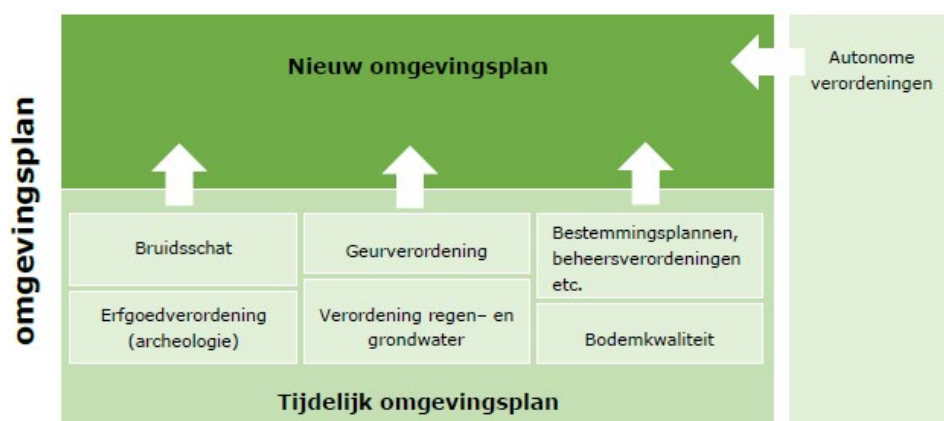 omgevingsplan
Nieuw omgevingsplan
Autonome
verordeningen
Bruidsschat
Geurverordening
Bestemmingsplannen,
beheersverordeningen
etc.
Erfgoedverordening
(archeologie)
Verordening regen– en
grondwater
Bodemkwaliteit
Tijdelijk omgevingsplan